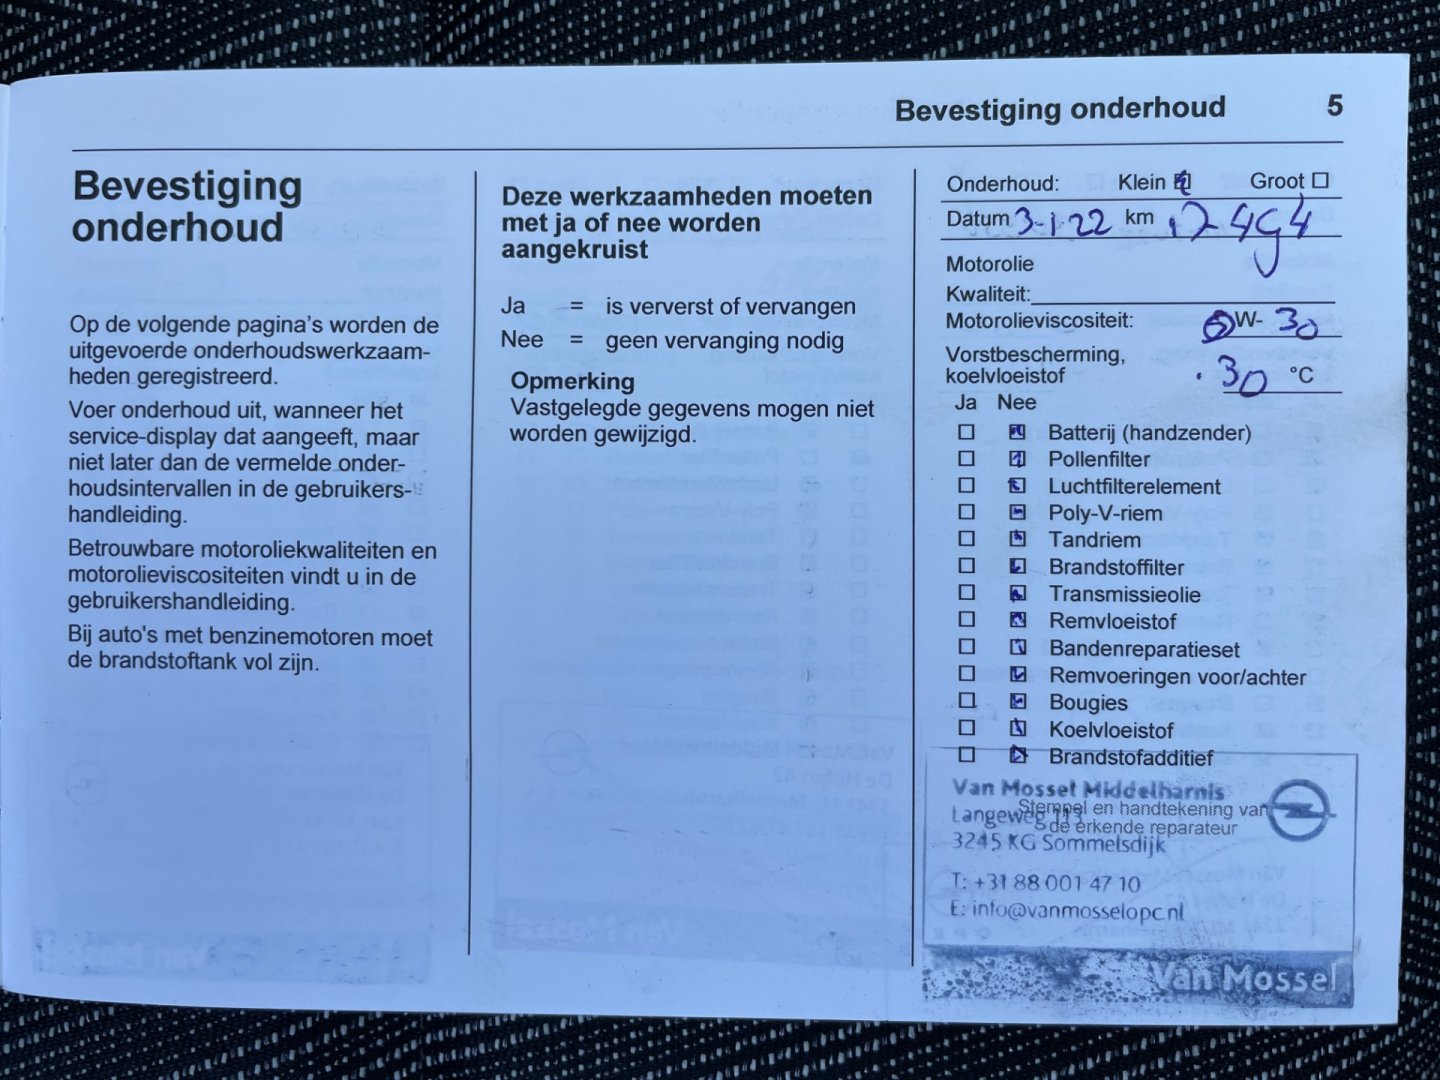 Bevestiging onderhoud 5
Bevestiging
onderhoud
Op de volgende pagina's worden de
uitgevoerde onderhoudswerkzaam-
heden geregistreerd.
Voer onderhoud uit, wanneer het
service-display dat aangeeft, maar
niet later dan de vermelde onder-
houdsintervallen in de gebruikers-
handleiding.
Betrouwbare motoroliekwaliteiten en
motorolieviscositeiten vindt u in de
gebruikershandleiding.
Bij auto's met benzinemotoren moet
de brandstoftank vol zijn.
Deze werkzaamheden moeten
met ja of nee worden
aangekruist
Ja = is ververst of vervangen
Nee = geen vervanging nodig
Opmerking
Vastgelegde gegevens mogen niet
worden gewijzigd.
Onderhoud: Klein Groot
Datum 3-1-22 km 17494
Motorolie
Kwaliteit:
Motorolieviscositeit: W-30
Vorstbescherming,
koelvloeistof -30 °C
Ja Nee
Batterij (handzender)
Pollenfilter
Luchtfilterelement
Poly-V-riem
Tandriem
Brandstoffilter
Transmissieolie
Remvloeistof
Bandenreparatieset
Remvoeringen voor/achter
Bougies
Koelvloeistof
Brandstofadditief
Van Mossel Middelharnis
Stempel en handtekening van
Langeweg 113
de erkende reparateur
3245 KG Sommelsdijk
T: +31 88 001 47 10
E: info@vanmosselopc.nl
Van Mossel